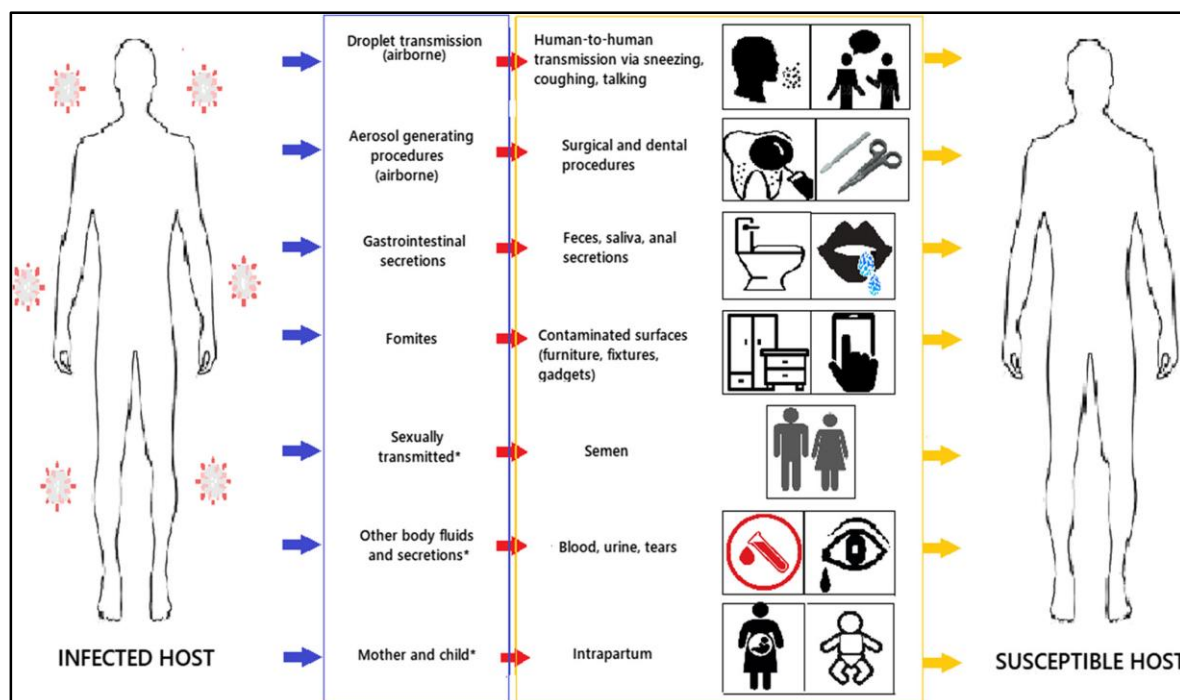 Droplet transmission
(airborne)
Human-to-human
transmission via sneezing,
coughing, talking
Aerosol generating
procedures
(airborne)
Surgical and dental
procedures
Gastrointestinal
secretions
Feces, saliva, anal
secretions
Fomites
Contaminated surfaces
(furniture, fixtures,
gadgets)
Sexually
transmitted*
Semen
Other body fluids
and secretions*
Blood, urine, tears
INFECTED HOST
Mother and child*
Intrapartum
SUSCEPTIBLE HOST